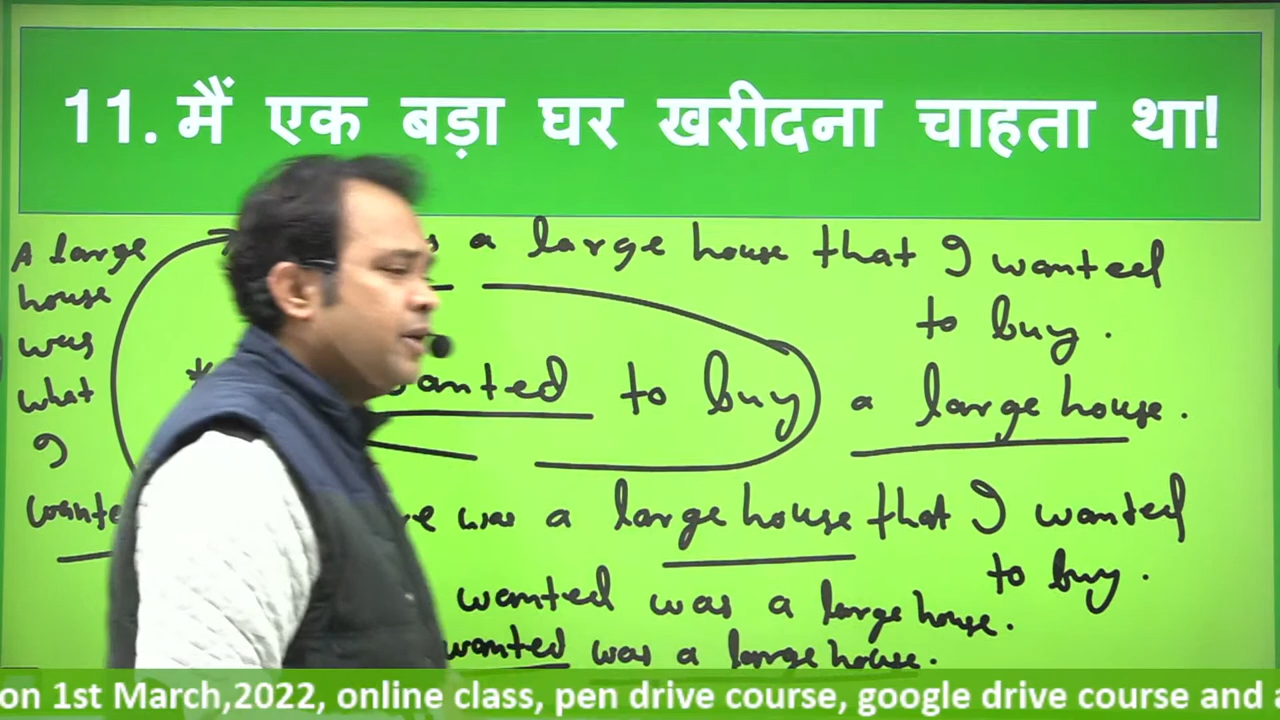 11. मैं एक बड़ा घर खरीदना चाहता था!
A large
house
was
what
I
wante
s a large house that I wanted
to buy.
* wanted to buy a large house.
re was a large house that I wanted
to buy.
wanted was a large house.
wanted was a large house.
on 1st March,2022, online class, pen drive course, google drive course and a